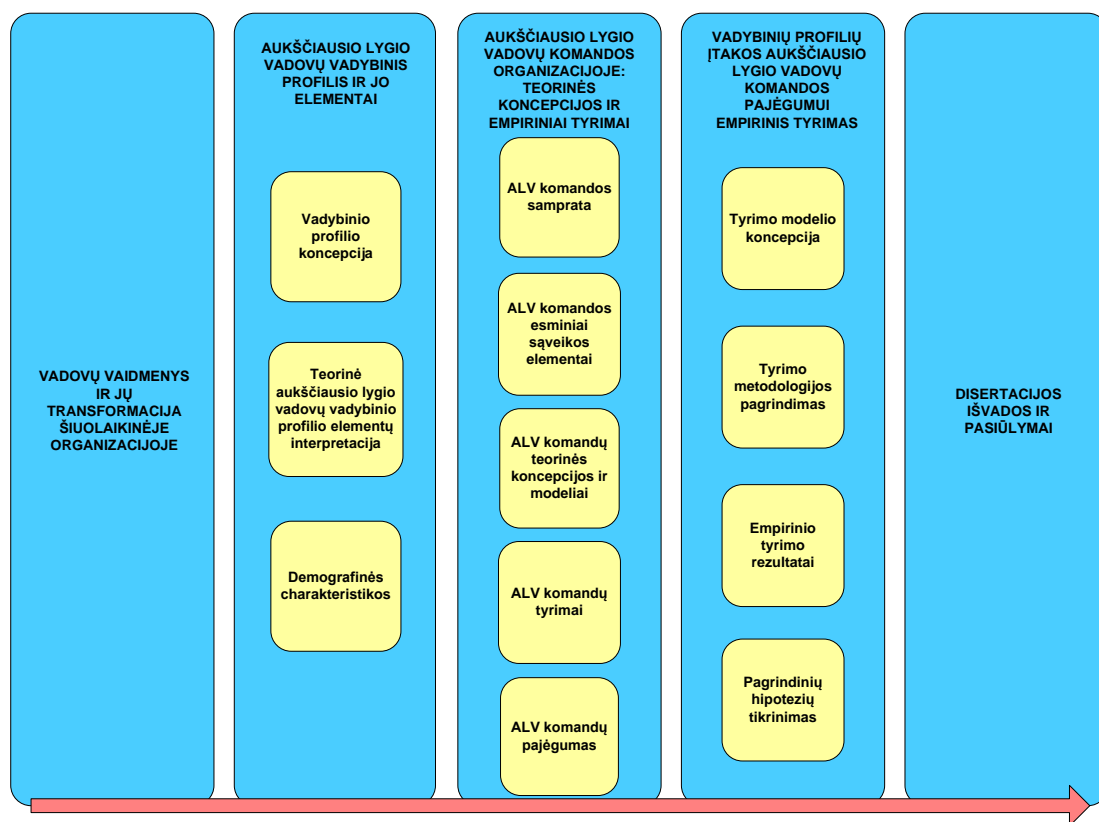 VADOVŲ VAIDMENYS
IR JŲ
TRANSFORMACIJA
ŠIUOLAIKINĖJE
ORGANIZACIJOJE
AUKŠČIAUSIO LYGIO
VADOVŲ VADYBINIS
PROFILIS IR JO
ELEMENTAI
Vadybinio
profilio
koncepcija
Teorinė
aukščiausio lygio
vadovų vadybinio
profilio elementų
interpretacija
Demografinės
charakteristikos
AUKŠČIAUSIO LYGIO
VADOVŲ KOMANDOS
ORGANIZACIJOJE:
TEORINĖS
KONCEPCIJOS IR
EMPIRINIAI TYRIMAI
ALV komandos
samprata
ALV komandos
esminiai
sąveikos
elementai
ALV komandų
teorinės
koncepcijos ir
modeliai
ALV komandų
tyrimai
ALV komandų
pajėgumas
VADYBINIŲ PROFILIŲ
ĮTAKOS AUKŠČIAUSIO
LYGIO VADOVŲ
KOMANDOS
PAJĖGUMUI
EMPIRINIS TYRIMAS
Tyrimo modelio
koncepcija
Tyrimo
metodologijos
pagrindimas
Empirinio
tyrimo
rezultatai
Pagrindinių
hipotezių
tikrinimas
DISERTACIJOS
IŠVADOS IR
PASIŪLYMAI